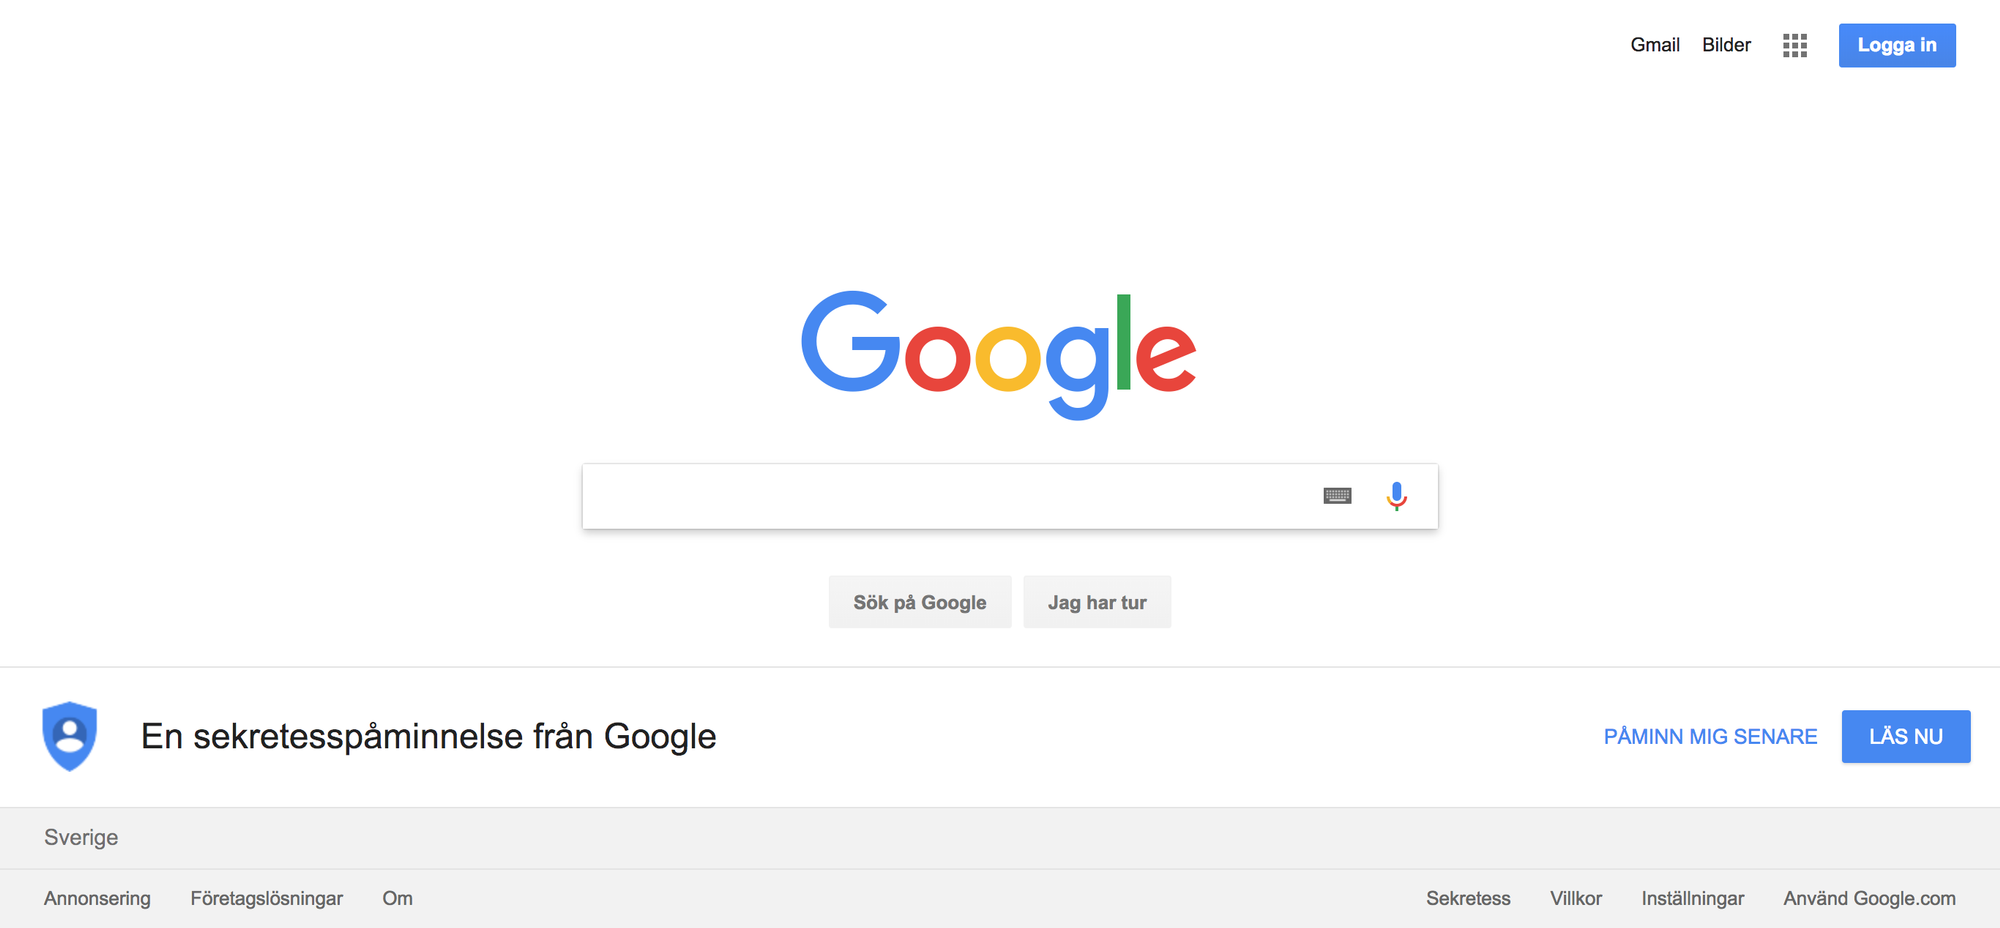 Gmail Bilder Logga in
Google
Sök på Google Jag har tur
En sekretesspåminnelse från Google PÅMINN MIG SENARE LÄS NU
Sverige
Annonsering Företagslösningar Om Sekretess Villkor Inställningar Använd Google.com